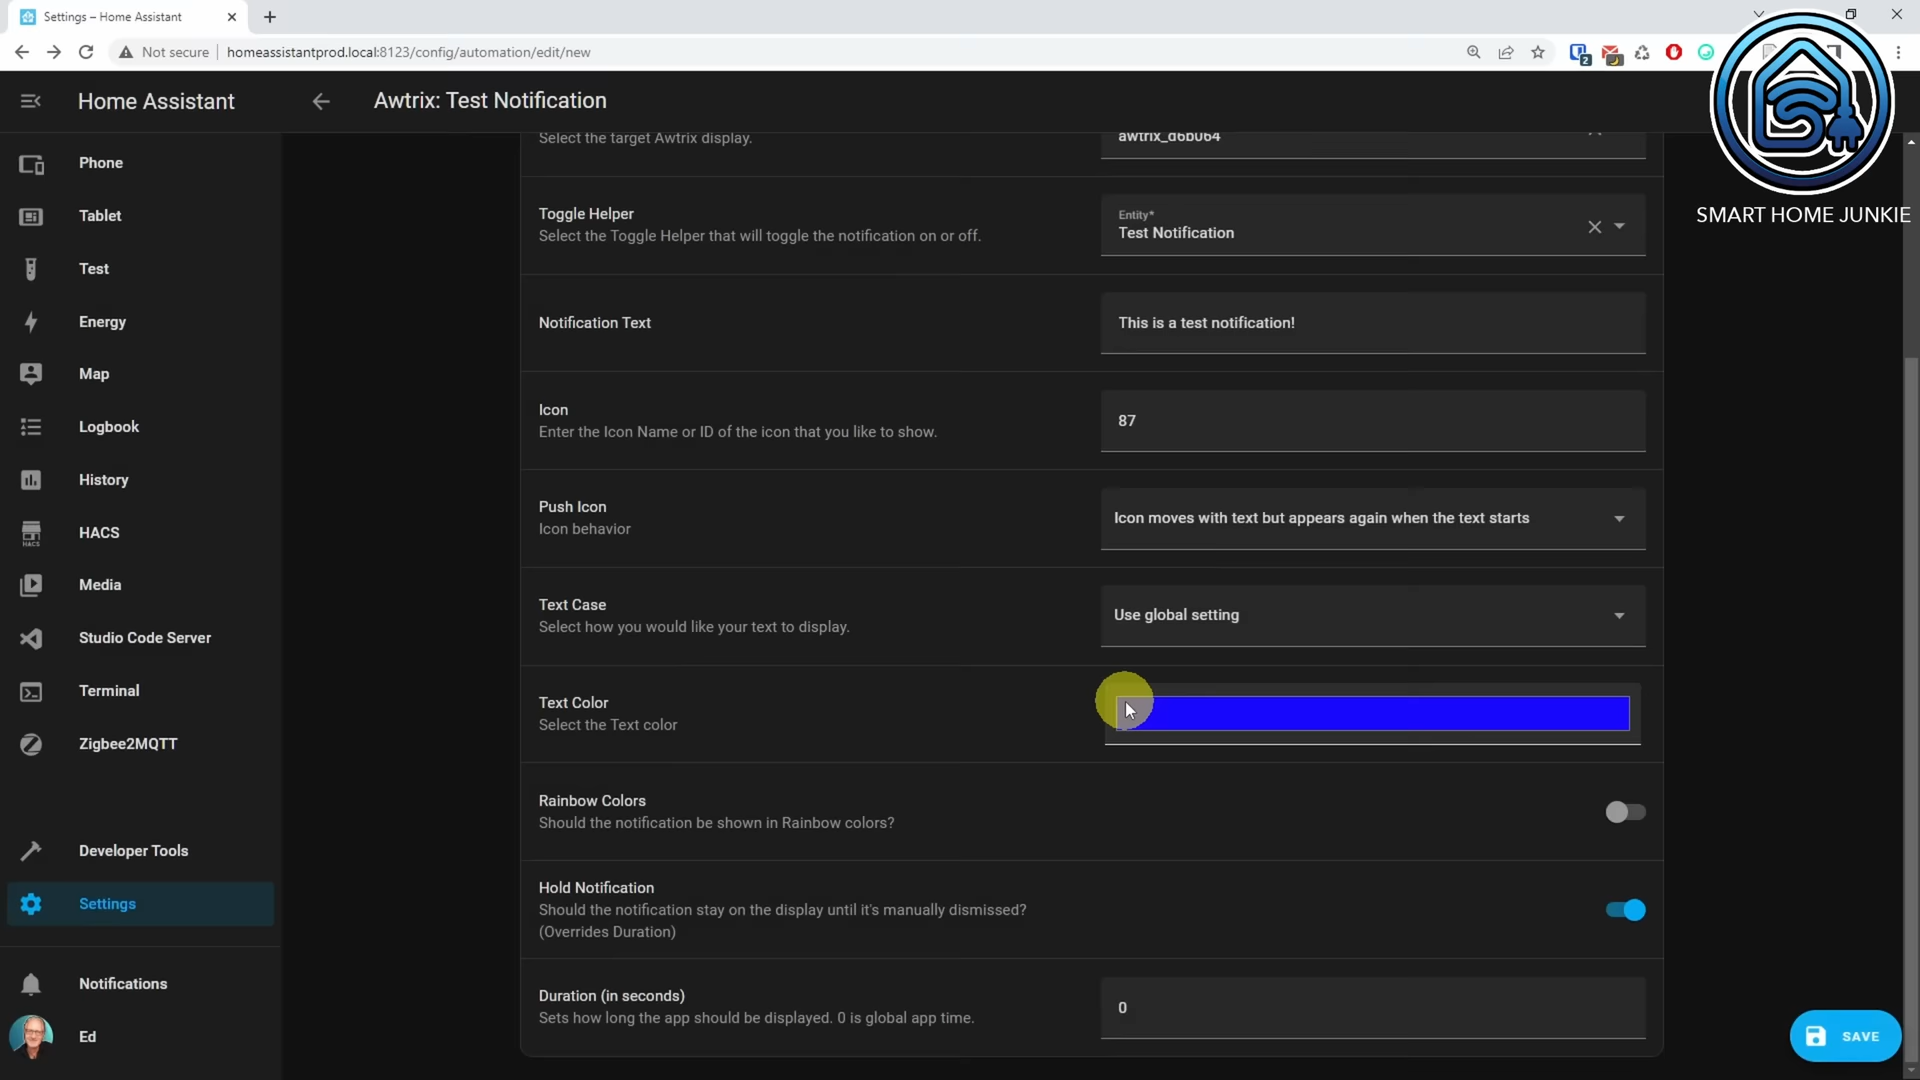 Settings – Home Assistant
Not secure
homeassistantprod.local:8123/config/automation/edit/new
2
Home Assistant
Awtrix: Test Notification
SMART HOME JUNKIE
Select the target Awtrix display.
awtrix_d6b064
Phone
Tablet
Test
Energy
Map
Logbook
History
HACS
HACS
Media
Studio Code Server
Terminal
Zigbee2MQTT
Developer Tools
Settings
Notifications
Ed
Toggle Helper
Select the Toggle Helper that will toggle the notification on or off.
Entity*
Test Notification
Notification Text
This is a test notification!
Icon
Enter the Icon Name or ID of the icon that you like to show.
87
Push Icon
Icon behavior
Icon moves with text but appears again when the text starts
Text Case
Select how you would like your text to display.
Use global setting
Text Color
Select the Text color
Rainbow Colors
Should the notification be shown in Rainbow colors?
Hold Notification
Should the notification stay on the display until it's manually dismissed?
(Overrides Duration)
Duration (in seconds)
Sets how long the app should be displayed. 0 is global app time.
0
SAVE